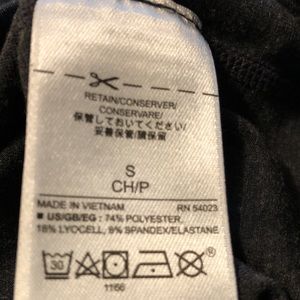 RETAIN/CONSERVER/
CONSERVARE/
保管しておいてください/
妥善保管/請保留
S
CH/P
MADE IN VIETNAM RN 54023
■ US/GB/EG : 74% POLYESTER,
18% LYOCELL, 8% SPANDEX/ELASTANE
30
1166